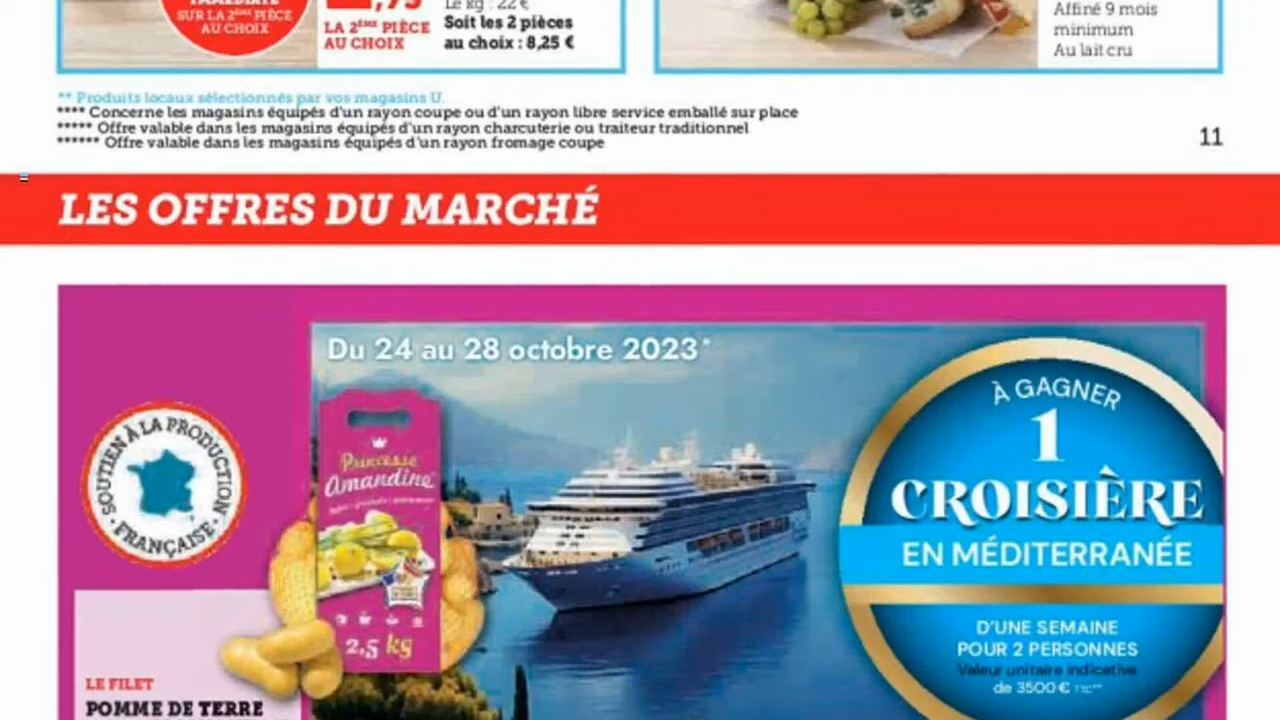 IMMÉDIATE
SUR LA 2ÈME PIÈCE
AU CHOIX
LA 2ÈME PIÈCE
AU CHOIX
Le kg : 22 €
Soit les 2 pièces
au choix : 8,25 €
Affiné 9 mois
minimum
Au lait cru
** Produits locaux sélectionnés par vos magasins U.
**** Concerne les magasins équipés d'un rayon coupe ou d'un rayon libre service emballé sur place
***** Offre valable dans les magasins équipés d'un rayon charcuterie ou traiteur traditionnel
****** Offre valable dans les magasins équipés d'un rayon fromage coupe
11
LES OFFRES DU MARCHÉ
Du 24 au 28 octobre 2023*
SOUTIEN À LA PRODUCTION
• FRANÇAISE •
Princesse
Amandine
2,5 kg
À GAGNER
1
CROISIÈRE
EN MÉDITERRANÉE
D'UNE SEMAINE
POUR 2 PERSONNES
Valeur unitaire indicative
de 3500 € TTC**
LE FILET
POMME DE TERRE